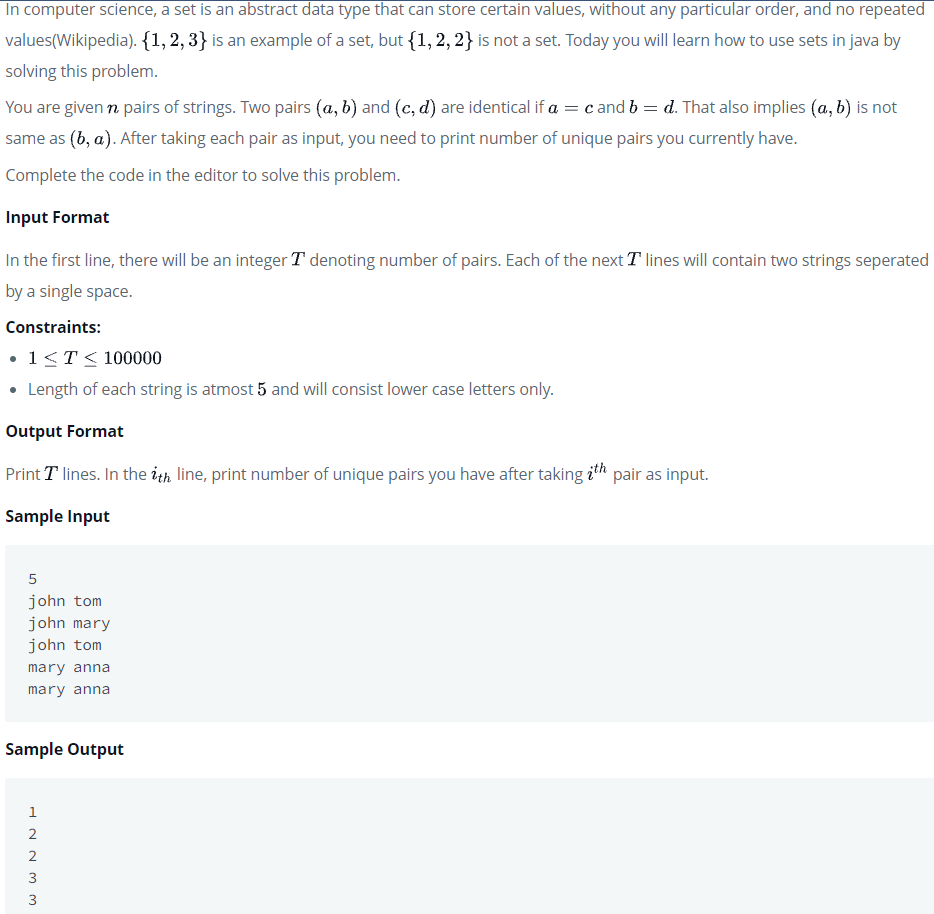 In computer science, a set is an abstract data type that can store certain values, without any particular order, and no repeated
values(Wikipedia). {1, 2, 3} is an example of a set, but {1, 2, 2} is not a set. Today you will learn how to use sets in java by
solving this problem.
You are given n pairs of strings. Two pairs (a, b) and (c, d) are identical if a = c and b = d. That also implies (a, b) is not
same as (b, a). After taking each pair as input, you need to print number of unique pairs you currently have.
Complete the code in the editor to solve this problem.
Input Format
In the first line, there will be an integer T denoting number of pairs. Each of the next T lines will contain two strings seperated
by a single space.
Constraints:
• 1 ≤ T ≤ 100000
• Length of each string is atmost 5 and will consist lower case letters only.
Output Format
Print T lines. In the i_th line, print number of unique pairs you have after taking i^th pair as input.
Sample Input
5
john tom
john mary
john tom
mary anna
mary anna
Sample Output
1
2
2
3
3